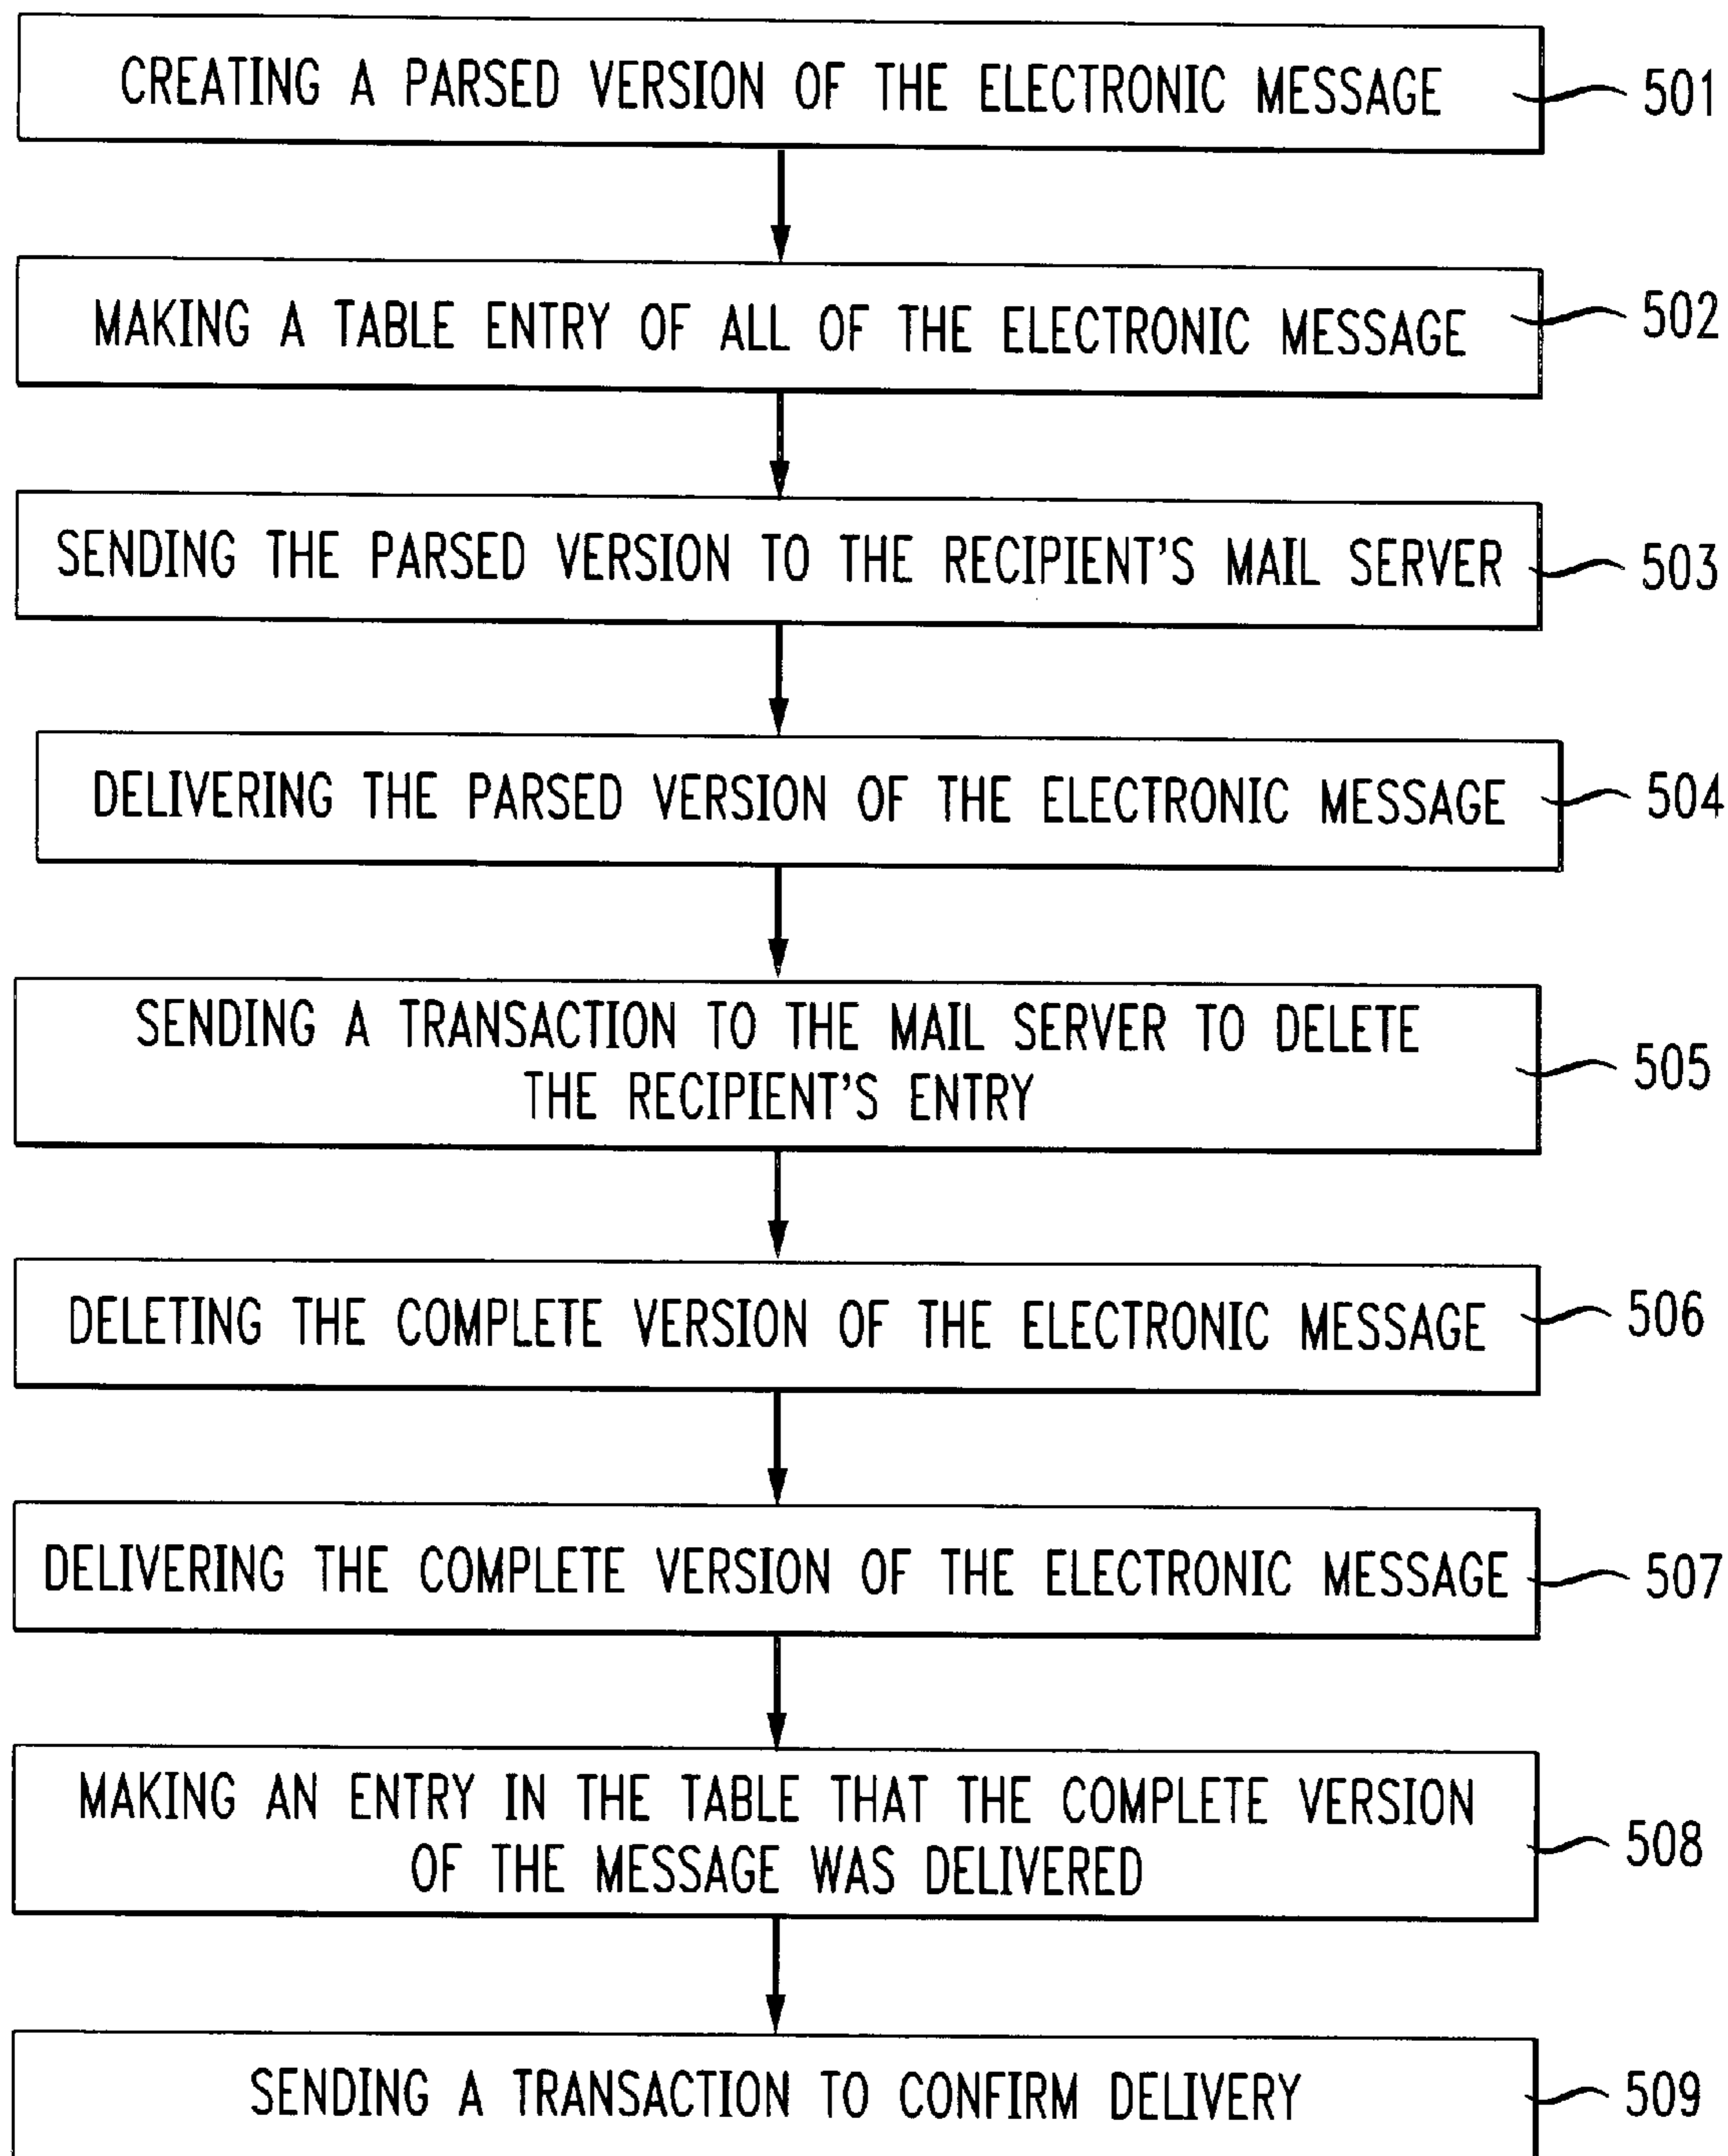 CREATING A PARSED VERSION OF THE ELECTRONIC MESSAGE 501
MAKING A TABLE ENTRY OF ALL OF THE ELECTRONIC MESSAGE 502
SENDING THE PARSED VERSION TO THE RECIPIENT'S MAIL SERVER 503
DELIVERING THE PARSED VERSION OF THE ELECTRONIC MESSAGE 504
SENDING A TRANSACTION TO THE MAIL SERVER TO DELETE
THE RECIPIENT'S ENTRY
505
DELETING THE COMPLETE VERSION OF THE ELECTRONIC MESSAGE 506
DELIVERING THE COMPLETE VERSION OF THE ELECTRONIC MESSAGE 507
MAKING AN ENTRY IN THE TABLE THAT THE COMPLETE VERSION
OF THE MESSAGE WAS DELIVERED
508
SENDING A TRANSACTION TO CONFIRM DELIVERY 509